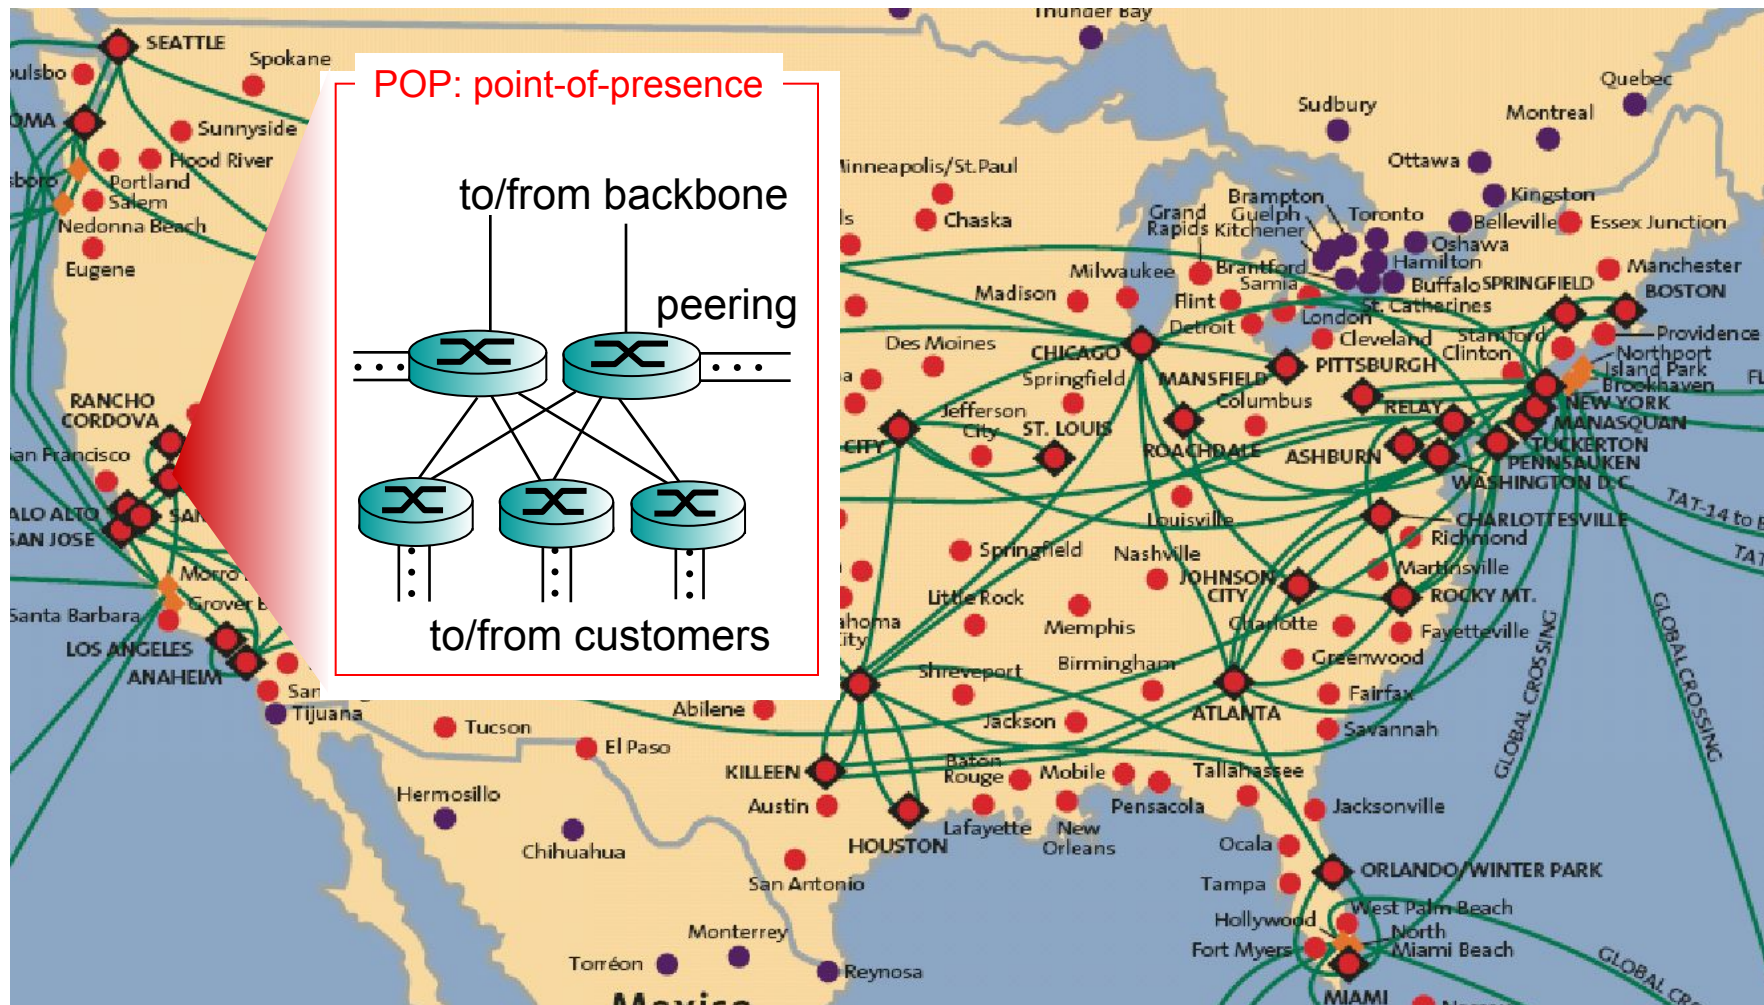 POP: point-of-presence
to/from backbone
peering
to/from customers
SEATTLE
Spokane
Sunnyside
Hood River
Portland
Salem
Nedonna Beach
Eugene
RANCHO
CORDOVA
SAN JOSE
Santa Barbara
LOS ANGELES
ANAHEIM
Tijuana
Tucson
El Paso
Hermosillo
Chihuahua
Monterrey
Torréon
Reynosa
Thunder Bay
Chaska
Madison
Milwaukee
Grand
Rapids
Flint
Detroit
Des Moines
CHICAGO
Springfield
MANSFIELD
Columbus
Jefferson
City
ST. LOUIS
CITY
ROACHDALE
Louisville
Springfield
Nashville
Little Rock
Memphis
Shreveport
Birmingham
Abilene
Jackson
KILLEEN
Austin
HOUSTON
San Antonio
Baton
Rouge
Lafayette
New
Orleans
Mobile
Pensacola
Tallahassee
ATLANTA
JOHNSON
CITY
Charlotte
Greenwood
Fairfax
Savannah
Jacksonville
Ocala
ORLANDO/WINTER PARK
Tampa
West Palm Beach
Hollywood
North
Miami Beach
Fort Myers
MIAMI
Quebec
Montreal
Sudbury
Ottawa
Kingston
Brampton
Guelph
Kitchener
Toronto
Belleville
Essex Junction
Oshawa
Hamilton
Brantford
Buffalo
St. Catherines
London
Cleveland
SPRINGFIELD
Manchester
BOSTON
Providence
Stamford
Clinton
Northport
Island Park
Brookhaven
PITTSBURGH
RELAY
NEW YORK
MANASQUAN
TUCKERTON
PENNSAUKEN
ASHBURN
WASHINGTON D.C.
CHARLOTTESVILLE
Richmond
Martinsville
ROCKY MT.
Fayetteville
TAT-14 to
GLOBAL CROSSING
GLOBAL CROSSING
GLOBAL